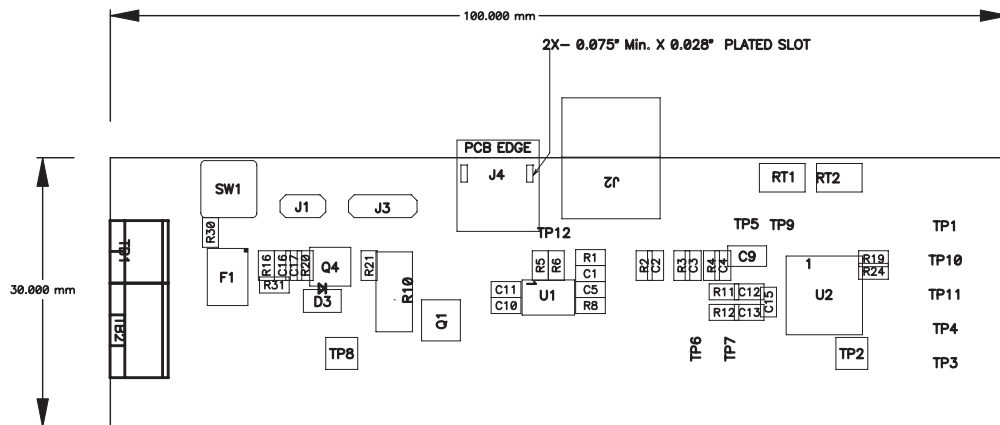 100.000 mm
2X– 0.075" Min. X 0.028" PLATED SLOT
PCB EDGE
SW1
J1
J3
J4
J2
RT1
RT2
R30
TP12
TP5
TP9
TP1
TB1
F1
R16
C16
C17
R20
Q4
R21
R5
R6
R1
R2
C2
R3
C3
R4
C4
C9
R19
TP10
C1
R24
30.000 mm
R31
D3
R10
C11
U1
C5
R11
C12
C15
U2
TP11
C10
R8
R12
C13
TB2
Q1
TP4
TP8
TP6
TP7
1
TP2
TP3